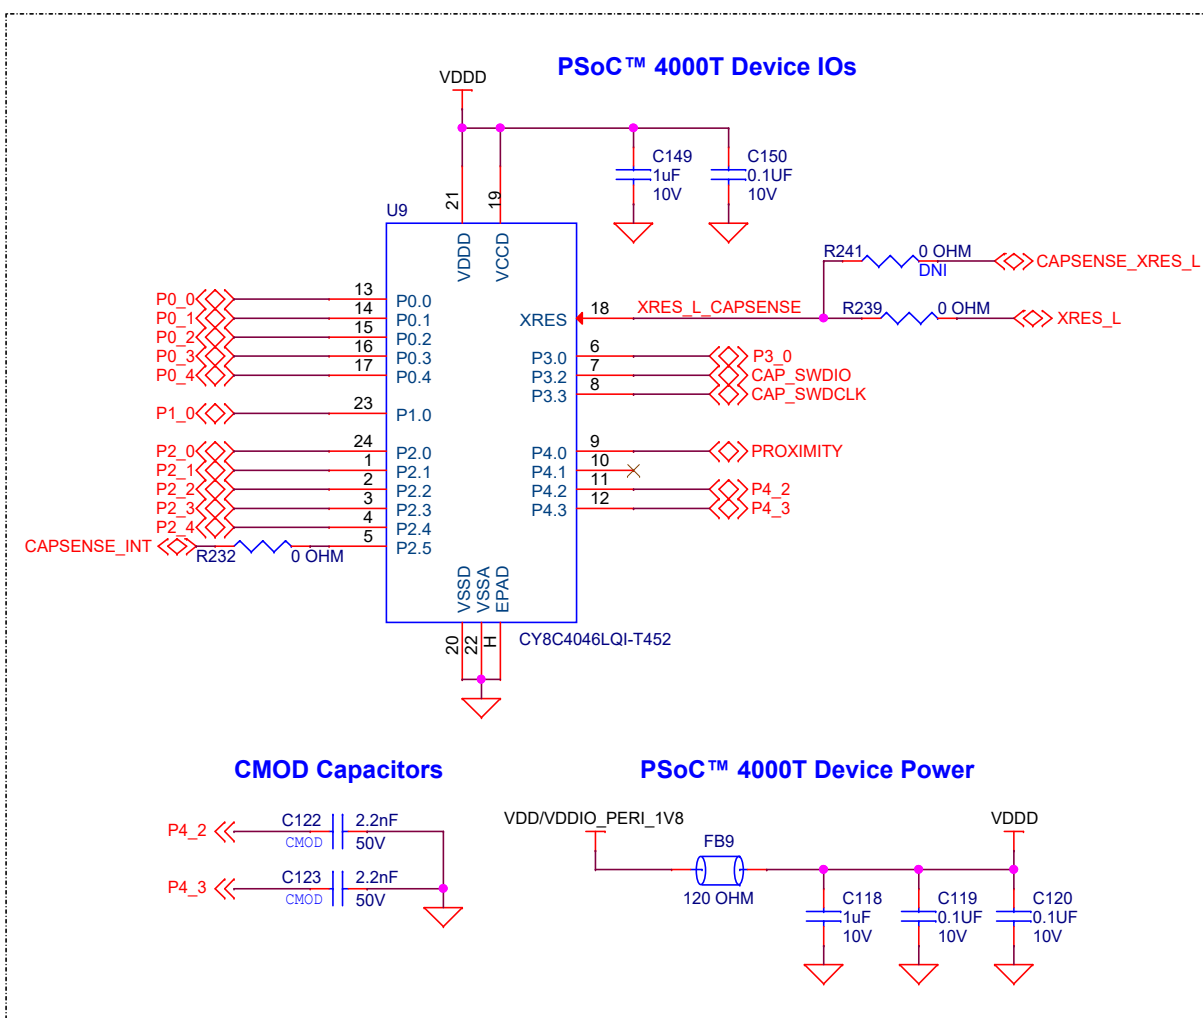 PSoC™ 4000T Device IOs
VDDD
C149
1uF
10V
C150
0.1UF
10V
21
19
U9
VDDD
VCCD
R241
0 OHM
DNI
CAPSENSE_XRES_L
P0_0
13
P0.0
P0_1
14
P0.1
P0_2
15
P0.2
P0_3
16
P0.3
P0_4
17
P0.4
XRES
18
XRES_L_CAPSENSE
R239
0 OHM
XRES_L
P3.0
6
P3_0
P3.2
7
CAP_SWDIO
P3.3
8
CAP_SWDCLK
P1_0
23
P1.0
P2_0
24
P2.0
P2_1
1
P2.1
P2_2
2
P2.2
P2_3
3
P2.3
P2_4
4
P2.4
CAPSENSE_INT
R232
0 OHM
5
P2.5
P4.0
9
PROXIMITY
P4.1
10
P4.2
11
P4_2
P4.3
12
P4_3
VSSD
VSSA
EPAD
20
22
H
CY8C4046LQI-T452
CMOD Capacitors
P4_2
C122
CMOD
2.2nF
50V
P4_3
C123
CMOD
2.2nF
50V
PSoC™ 4000T Device Power
VDD/VDDIO_PERI_1V8
FB9
120 OHM
VDDD
C118
1uF
10V
C119
0.1UF
10V
C120
0.1UF
10V